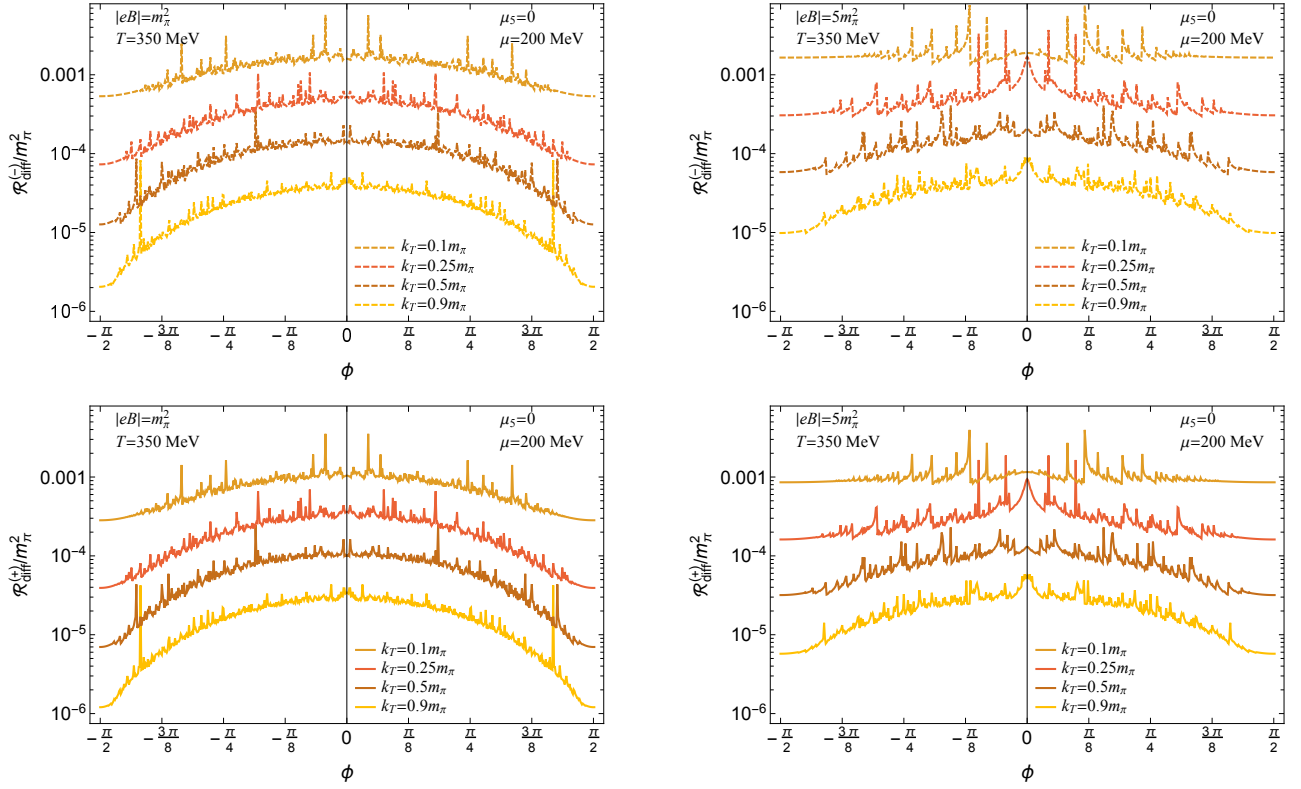 |eB|=m_π^2 μ_5=0
T=350 MeV μ=200 MeV
0.001
10^-4
10^-5
10^-6
ℛ_diff^(-)/m_π^2
k_T=0.1m_π
k_T=0.25m_π
k_T=0.5m_π
k_T=0.9m_π
-π/2 -3π/8 -π/4 -π/8 0 π/8 π/4 3π/8 π/2
ϕ
|eB|=5m_π^2 μ_5=0
T=350 MeV μ=200 MeV
0.001
10^-4
10^-5
10^-6
ℛ_diff^(-)/m_π^2
k_T=0.1m_π
k_T=0.25m_π
k_T=0.5m_π
k_T=0.9m_π
-π/2 -3π/8 -π/4 -π/8 0 π/8 π/4 3π/8 π/2
ϕ
|eB|=m_π^2 μ_5=0
T=350 MeV μ=200 MeV
0.001
10^-4
10^-5
10^-6
ℛ_diff^(+)/m_π^2
k_T=0.1m_π
k_T=0.25m_π
k_T=0.5m_π
k_T=0.9m_π
-π/2 -3π/8 -π/4 -π/8 0 π/8 π/4 3π/8 π/2
ϕ
|eB|=5m_π^2 μ_5=0
T=350 MeV μ=200 MeV
0.001
10^-4
10^-5
10^-6
ℛ_diff^(+)/m_π^2
k_T=0.1m_π
k_T=0.25m_π
k_T=0.5m_π
k_T=0.9m_π
-π/2 -3π/8 -π/4 -π/8 0 π/8 π/4 3π/8 π/2
ϕ